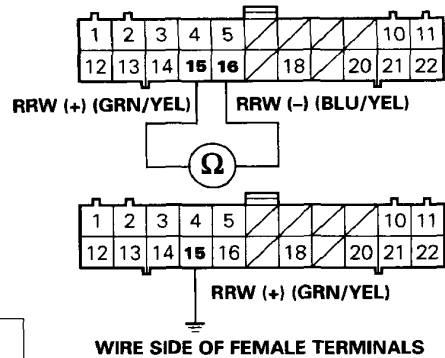 1 2 3 4 5 10 11
12 13 14 15 16 18 20 21 22
RRW (+) (GRN/YEL) RRW (–) (BLU/YEL)
Ω
1 2 3 4 5 10 11
12 13 14 15 16 18 20 21 22
RRW (+) (GRN/YEL)
WIRE SIDE OF FEMALE TERMINALS